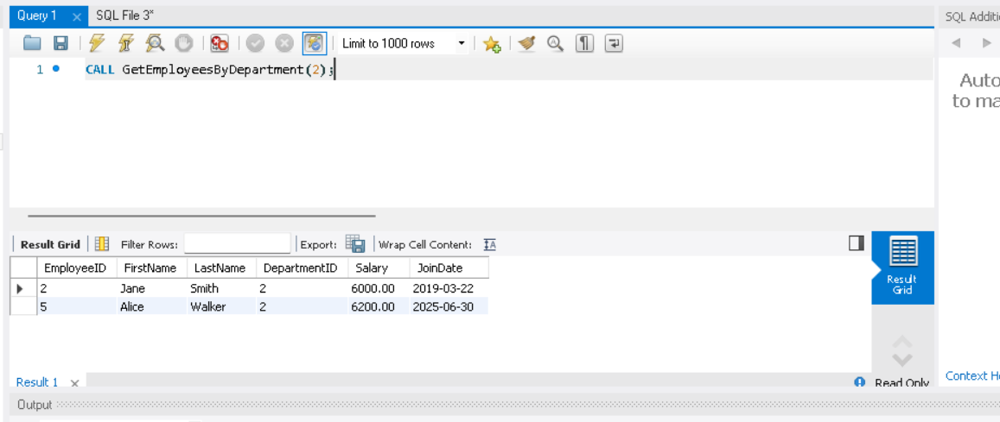 Query 1 × SQL File 3*
SQL Additi
Limit to 1000 rows
1 CALL GetEmployeesByDepartment(2);
Auto
to ma
Result Grid Filter Rows: Export: Wrap Cell Content: IA
EmployeeID FirstName LastName DepartmentID Salary JoinDate
2 Jane Smith 2 6000.00 2019-03-22
5 Alice Walker 2 6200.00 2025-06-30
Result
Grid
Result 1 ×
Read Only
Context H
Output